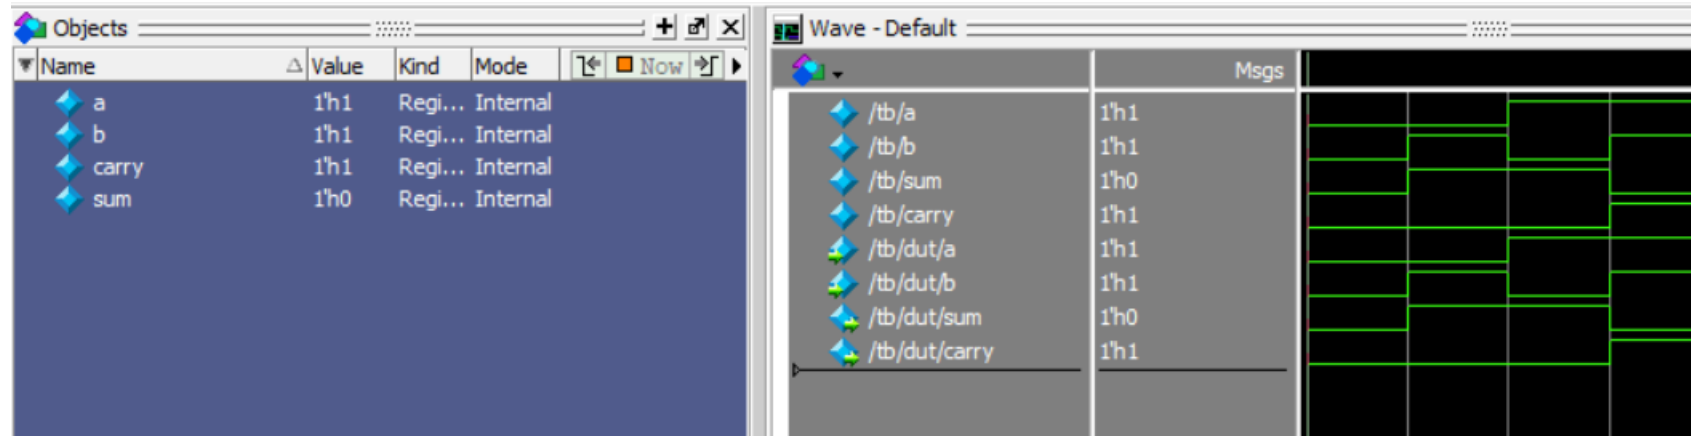 Objects
Name Value Kind Mode Now
a 1'h1 Regi... Internal
b 1'h1 Regi... Internal
carry 1'h1 Regi... Internal
sum 1'h0 Regi... Internal
Wave - Default
Msgs
/tb/a 1'h1
/tb/b 1'h1
/tb/sum 1'h0
/tb/carry 1'h1
/tb/dut/a 1'h1
/tb/dut/b 1'h1
/tb/dut/sum 1'h0
/tb/dut/carry 1'h1